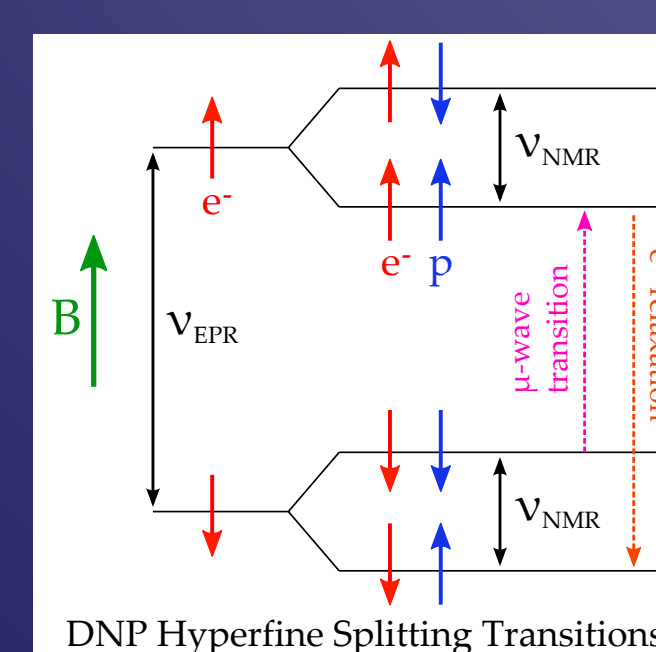 ν_NMR
e⁻
e⁻ p
B
ν_EPR
μ-wave
transition
ν_NMR
DNP Hyperfine Splitting Transitions